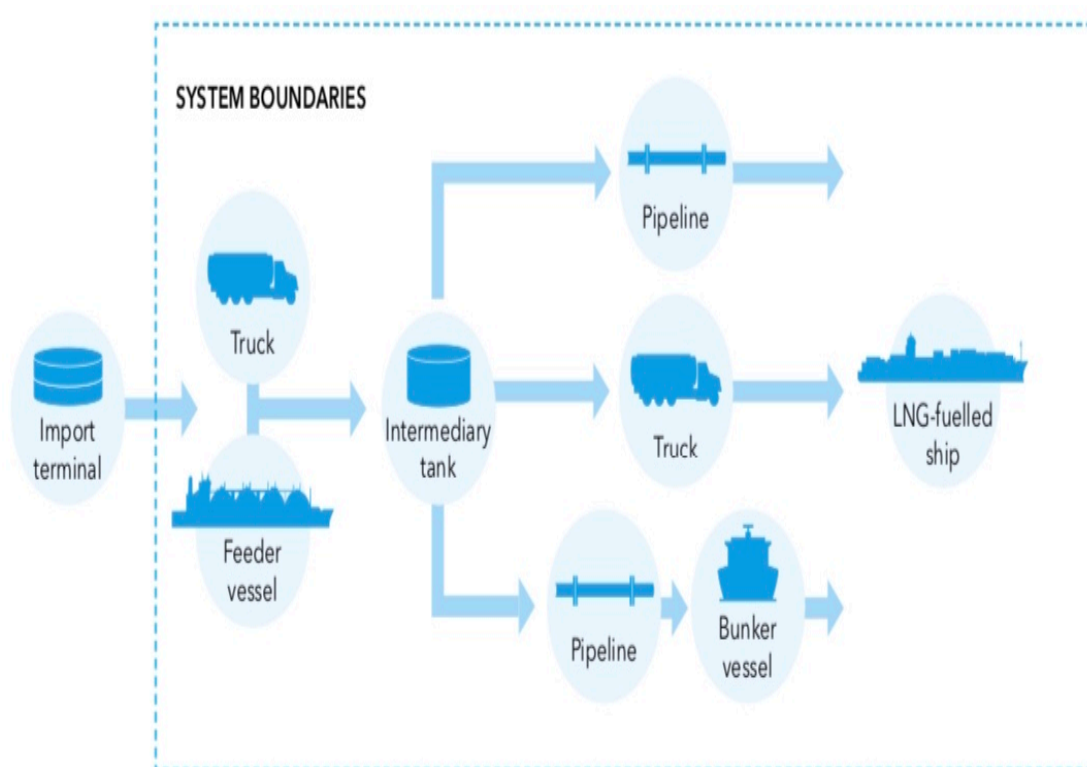 SYSTEM BOUNDARIES
Pipeline
Truck
Import
terminal
Intermediary
tank
Truck
LNG-fuelled
ship
Feeder
vessel
Pipeline
Bunker
vessel